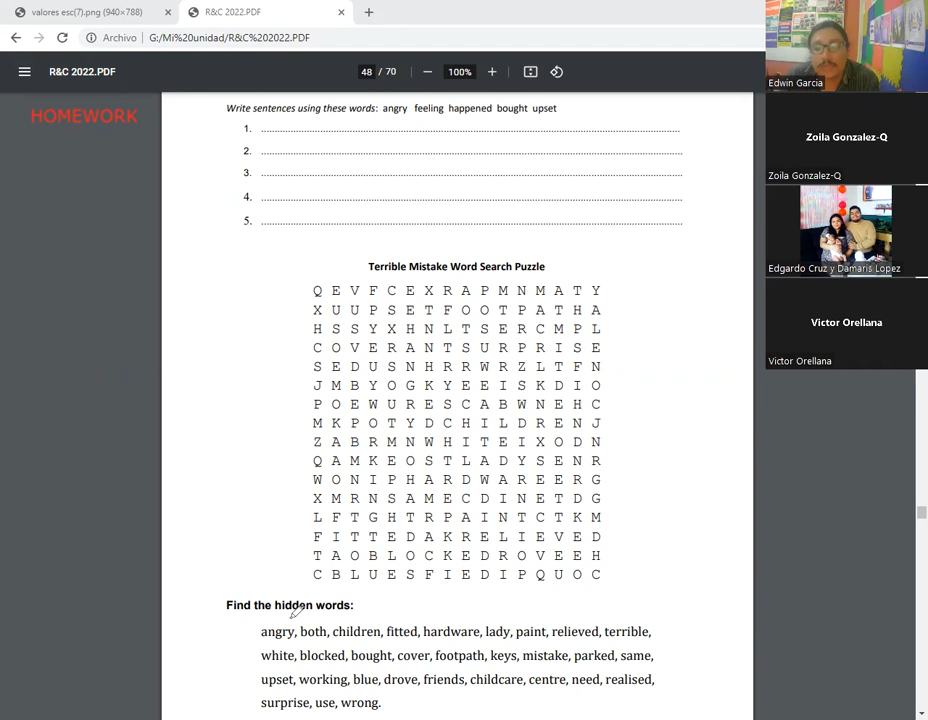 valores esc(7).png (940×788)
R&C 2022.PDF
Archivo
G:/Mi%20unidad/R&C%202022.PDF
R&C 2022.PDF
48 / 70
100%
HOMEWORK
Write sentences using these words: angry feeling happened bought upset
1.
2.
3.
4.
5.
Terrible Mistake Word Search Puzzle
Q E V F C E X R A P M N M A T Y
X U U P S E T F O O T P A T H A
H S S Y X H N L T S E R C M P L
C O V E R A N T S U R P R I S E
S E D U S N H R R W R Z L T F N
J M B Y O G K Y E E I S K D I O
P O E W U R E S C A B W N E H C
M K P O T Y D C H I L D R E N J
Z A B R M N W H I T E I X O D N
Q A M K E O S T L A D Y S E N R
W O N I P H A R D W A R E E R G
X M R N S A M E C D I N E T D G
L F T G H T R P A I N T C T K M
F I T T E D A K R E L I E V E D
T A O B L O C K E D R O V E E H
C B L U E S F I E D I P Q U O C
Find the hidden words:
angry, both, children, fitted, hardware, lady, paint, relieved, terrible,
white, blocked, bought, cover, footpath, keys, mistake, parked, same,
upset, working, blue, drove, friends, childcare, centre, need, realised,
surprise, use, wrong.
Edwin Garcia
Zoila Gonzalez-Q
Zoila Gonzalez-Q
Edgardo Cruz y Damaris Lopez
Victor Orellana
Victor Orellana